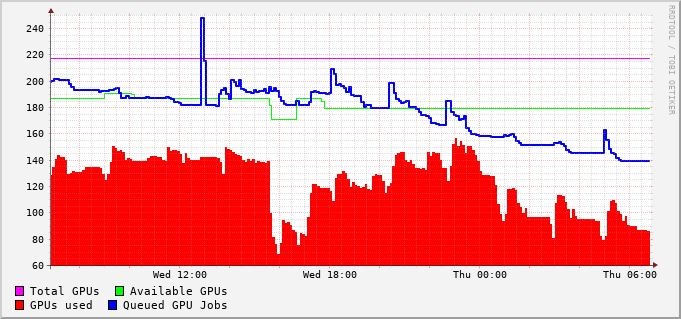 240
220
200
180
160
140
120
100
80
60
Wed 12:00 Wed 18:00 Thu 00:00 Thu 06:00
Total GPUs Available GPUs
GPUs used Queued GPU Jobs
RRDTOOL / TOBI OETIKER